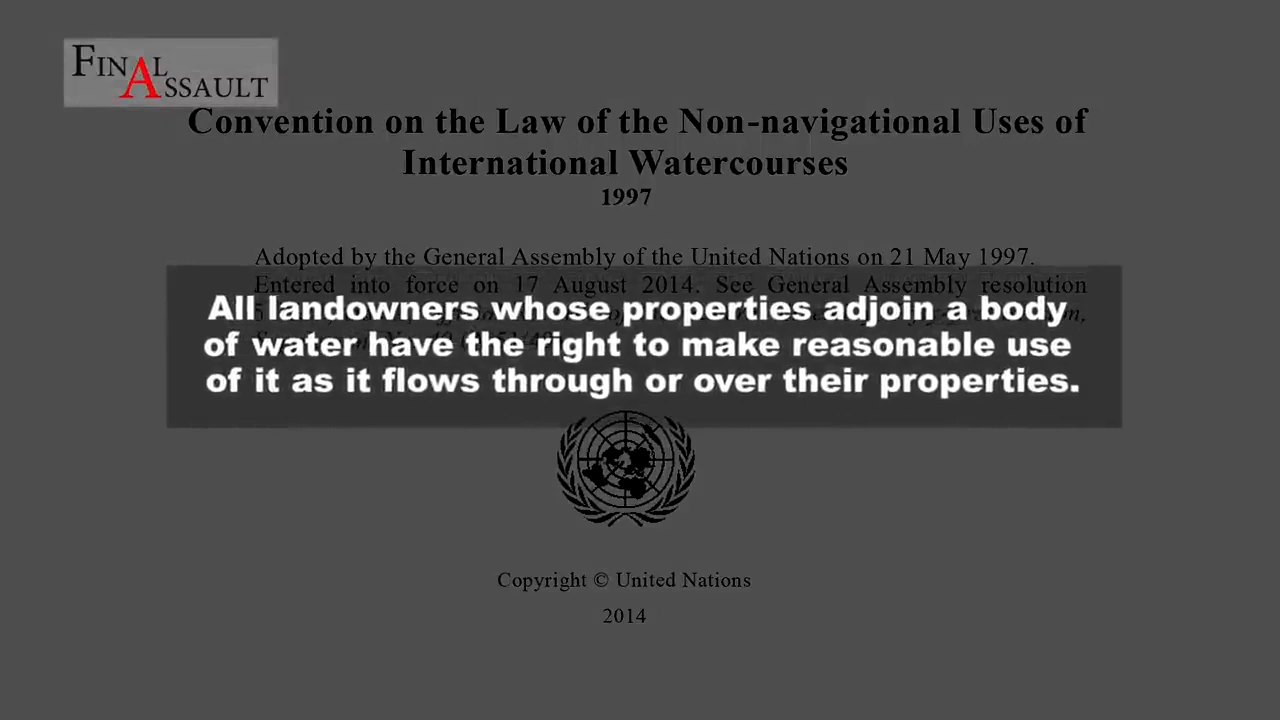 FINAL
ASSAULT
Convention on the Law of the Non-navigational Uses of
International Watercourses
1997
Adopted by the General Assembly of the United Nations on 21 May 1997.
Entered into force on 17 August 2014. See General Assembly resolution
All landowners whose properties adjoin a body
of water have the right to make reasonable use
of it as it flows through or over their properties.
Copyright © United Nations
2014